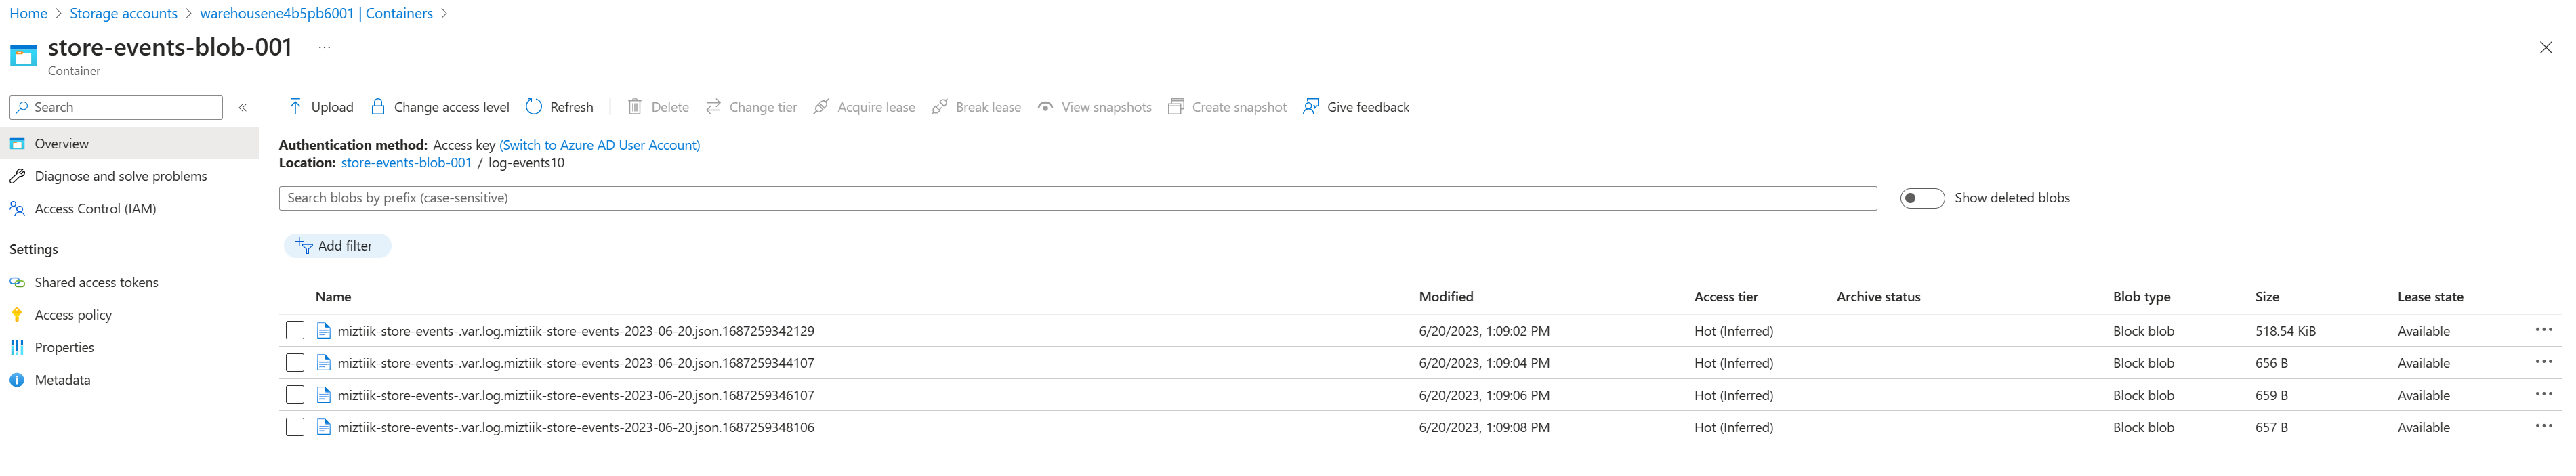 Home > Storage accounts > warehousene4b5pb6001 | Containers >
store-events-blob-001 ...
Container
Search «
Upload Change access level Refresh Delete Change tier Acquire lease Break lease View snapshots Create snapshot Give feedback
Overview
Diagnose and solve problems
Access Control (IAM)
Settings
Shared access tokens
Access policy
Properties
Metadata
Authentication method: Access key (Switch to Azure AD User Account)
Location: store-events-blob-001 / log-events10
Search blobs by prefix (case-sensitive) Show deleted blobs
Add filter
Name Modified Access tier Archive status Blob type Size Lease state
miztiik-store-events-.var.log.miztiik-store-events-2023-06-20.json.1687259342129 6/20/2023, 1:09:02 PM Hot (Inferred) Block blob 518.54 KiB Available ...
miztiik-store-events-.var.log.miztiik-store-events-2023-06-20.json.1687259344107 6/20/2023, 1:09:04 PM Hot (Inferred) Block blob 656 B Available ...
miztiik-store-events-.var.log.miztiik-store-events-2023-06-20.json.1687259346107 6/20/2023, 1:09:06 PM Hot (Inferred) Block blob 659 B Available ...
miztiik-store-events-.var.log.miztiik-store-events-2023-06-20.json.1687259348106 6/20/2023, 1:09:08 PM Hot (Inferred) Block blob 657 B Available ...